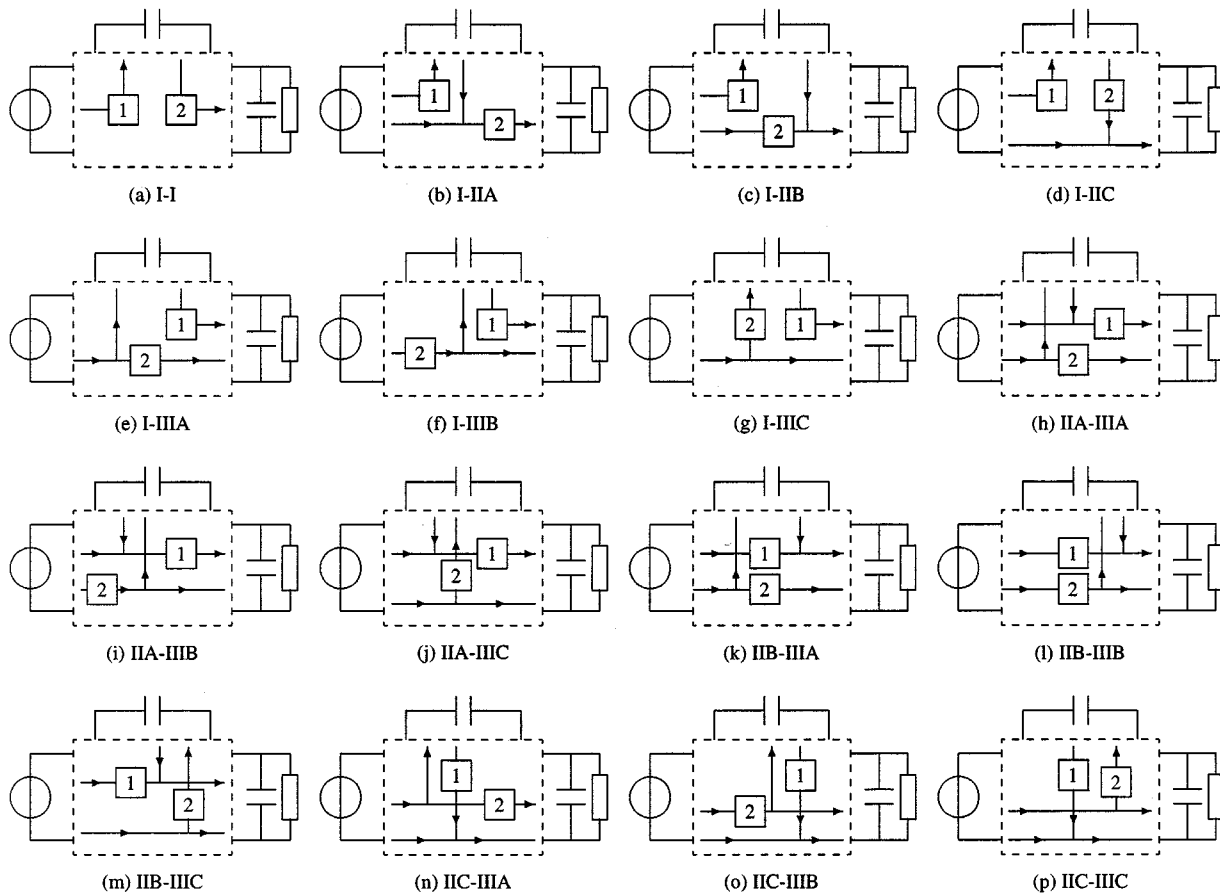 1 2 1 2 1 2 1 2
(a) I-I (b) I-IIA (c) I-IIB (d) I-IIC
1 2 2 1 2 1 1 2
(e) I-IIIA (f) I-IIIB (g) I-IIIC (h) IIA-IIIA
1 2 1 2 1 2 1 2
(i) IIA-IIIB (j) IIA-IIIC (k) IIB-IIIA (l) IIB-IIIB
1 2 1 2 1 2 1 2
(m) IIB-IIIC (n) IIC-IIIA (o) IIC-IIIB (p) IIC-IIIC